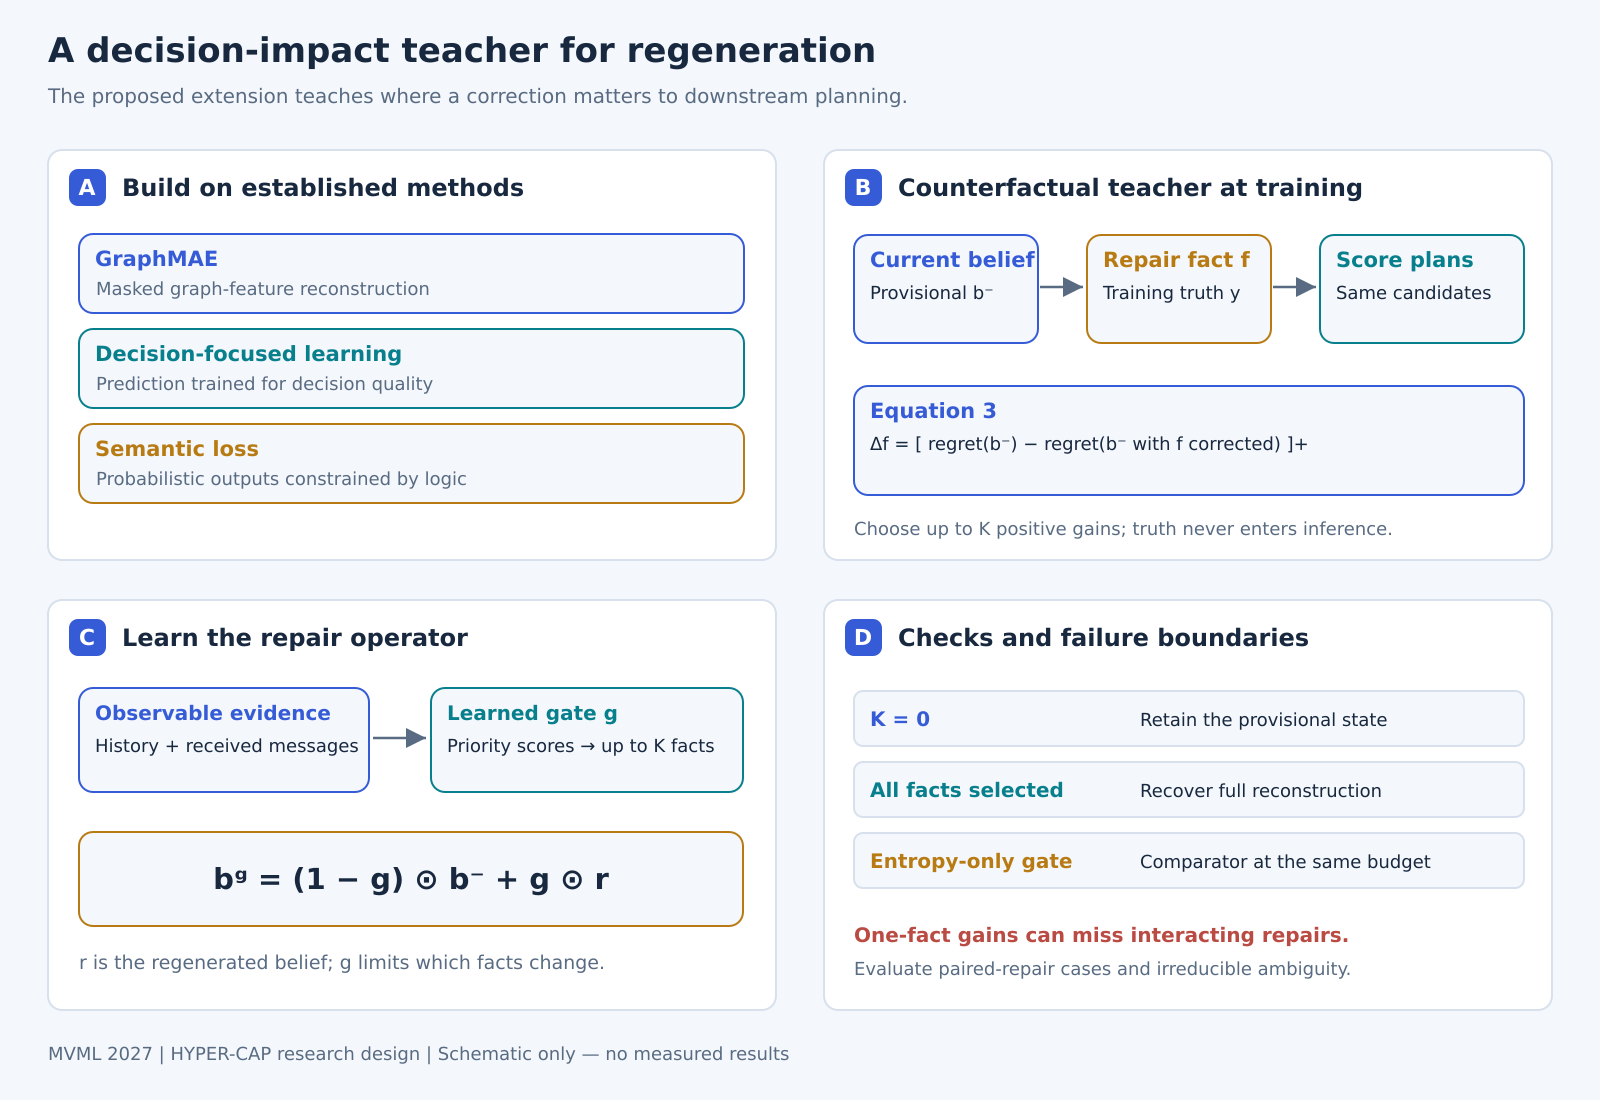 A decision-impact teacher for regeneration
The proposed extension teaches where a correction matters to downstream planning.
A Build on established methods
GraphMAE
Masked graph-feature reconstruction
Decision-focused learning
Prediction trained for decision quality
Semantic loss
Probabilistic outputs constrained by logic
B Counterfactual teacher at training
Current belief
Provisional b⁻
Repair fact f
Training truth y
Score plans
Same candidates
Equation 3
Δf = [ regret(b⁻) − regret(b⁻ with f corrected) ]+
Choose up to K positive gains; truth never enters inference.
C Learn the repair operator
Observable evidence
History + received messages
Learned gate g
Priority scores → up to K facts
bᵍ = (1 − g) ⊙ b⁻ + g ⊙ r
r is the regenerated belief; g limits which facts change.
D Checks and failure boundaries
K = 0 Retain the provisional state
All facts selected Recover full reconstruction
Entropy-only gate Comparator at the same budget
One-fact gains can miss interacting repairs.
Evaluate paired-repair cases and irreducible ambiguity.
MVML 2027 | HYPER-CAP research design | Schematic only — no measured results